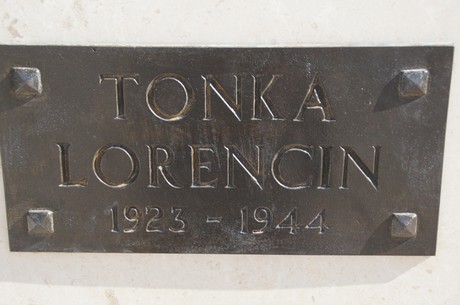 TONKA
LORENCIN
1923 - 1944